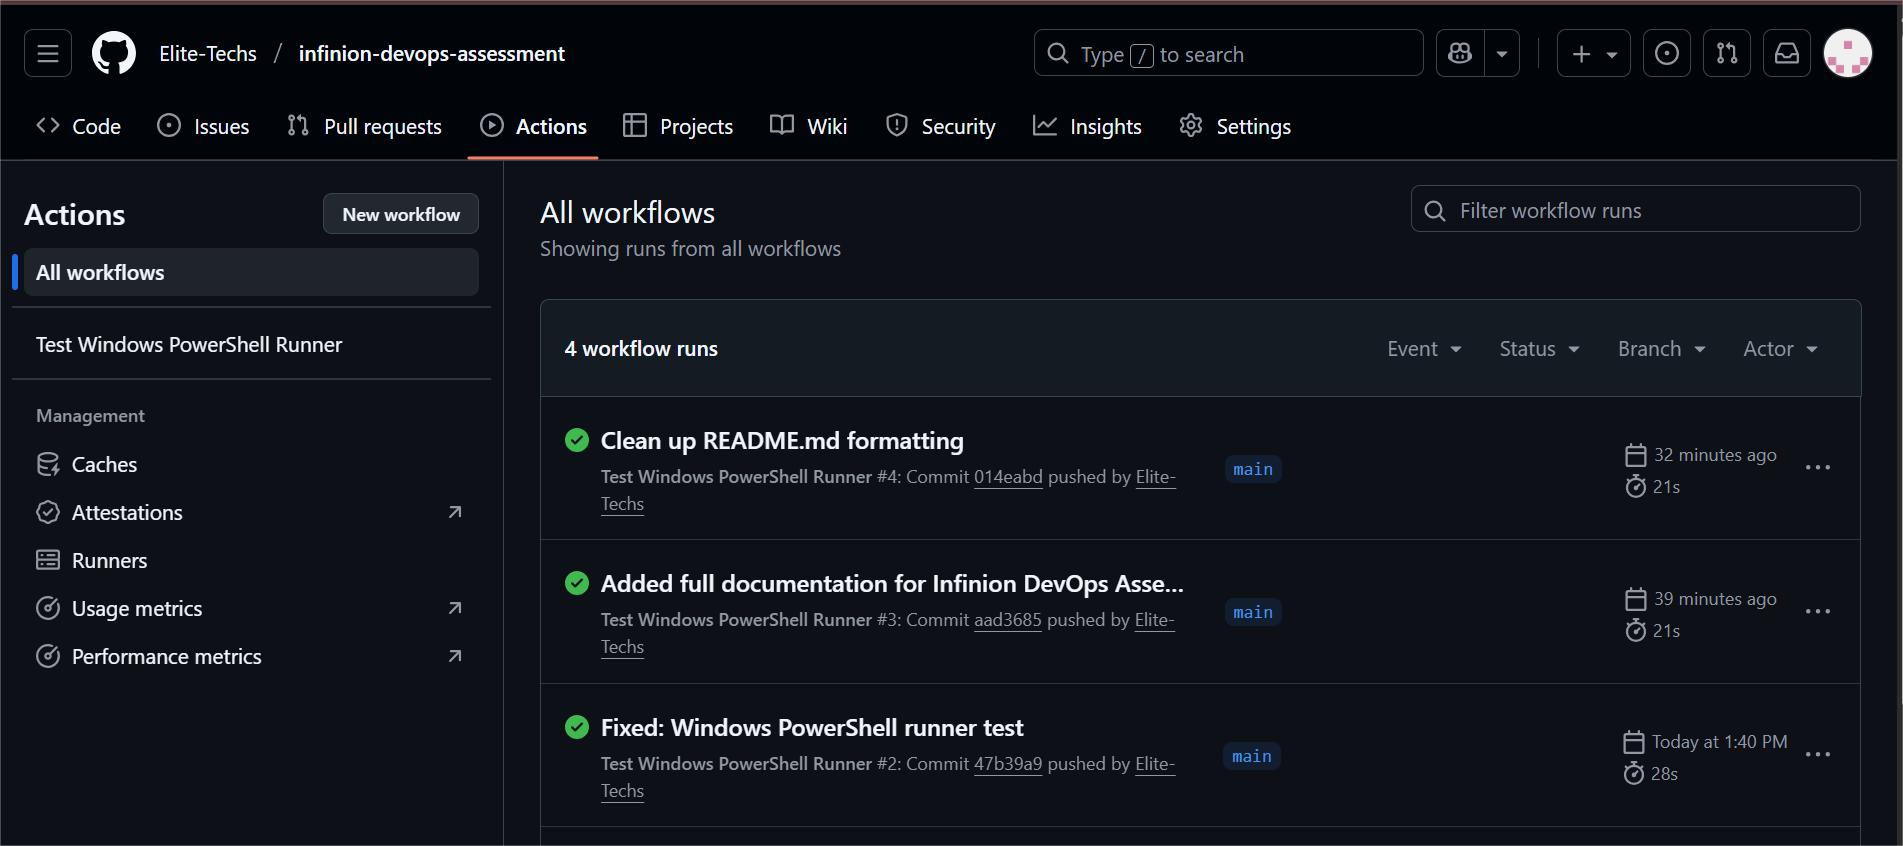 Elite-Techs / infinion-devops-assessment
Type / to search
Code
Issues
Pull requests
Actions
Projects
Wiki
Security
Insights
Settings
Actions
New workflow
All workflows
Test Windows PowerShell Runner
Management
Caches
Attestations
Runners
Usage metrics
Performance metrics
All workflows
Showing runs from all workflows
Filter workflow runs
4 workflow runs
Event
Status
Branch
Actor
Clean up README.md formatting
Test Windows PowerShell Runner #4: Commit 014eabd pushed by Elite-
Techs
main
32 minutes ago
21s
Added full documentation for Infinion DevOps Asse...
Test Windows PowerShell Runner #3: Commit aad3685 pushed by Elite-
Techs
main
39 minutes ago
21s
Fixed: Windows PowerShell runner test
Test Windows PowerShell Runner #2: Commit 47b39a9 pushed by Elite-
Techs
main
Today at 1:40 PM
28s